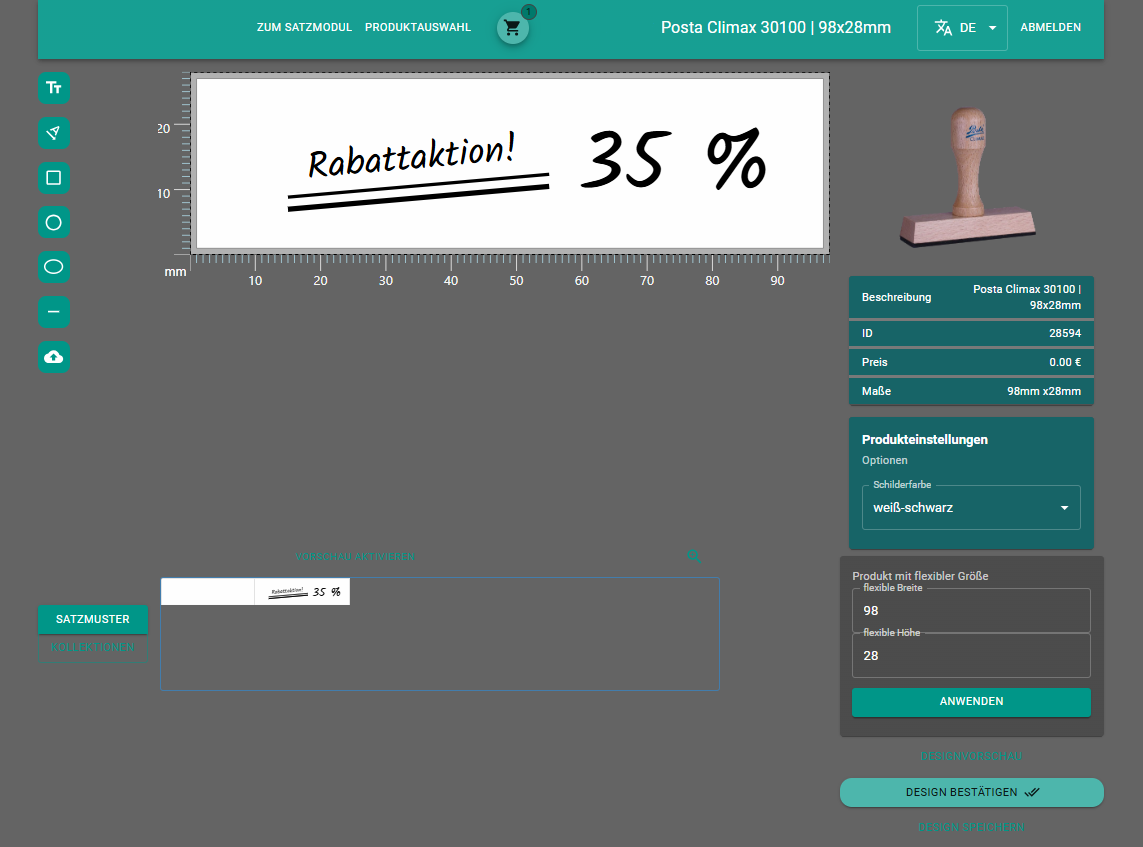 ZUM SATZMODUL PRODUKTAUSWAHL 1 Posta Climax 30100 | 98x28mm DE ABMELDEN
Tт
20
10
Rabattaktion! 35 %
mm
10 20 30 40 50 60 70 80 90
Beschreibung Posta Climax 30100 |
98x28mm
ID 28594
Preis 0.00 €
Maße 98mm x28mm
Produkteinstellungen
Optionen
Schilderfarbe
weiß-schwarz
VORSCHAU AKTIVIEREN
Rabattaktion! 35 %
SATZMUSTER
KOLLEKTIONEN
Produkt mit flexibler Größe
flexible Breite
98
flexible Höhe
28
ANWENDEN
DESIGNVORSCHAU
DESIGN BESTÄTIGEN
DESIGN SPEICHERN